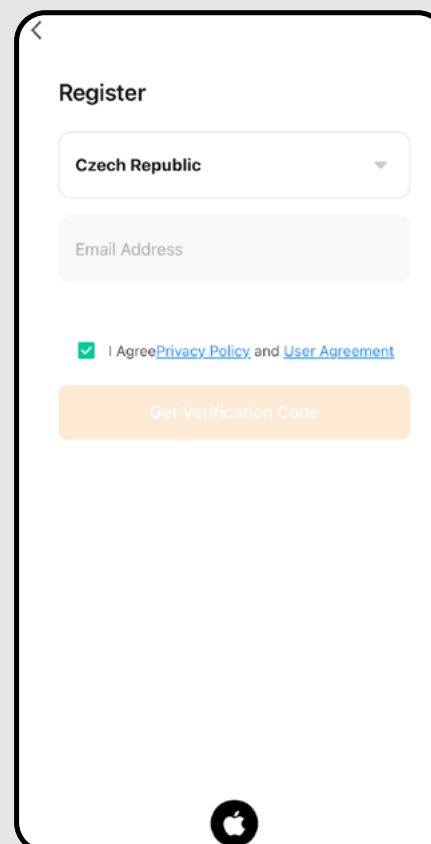 Register
Czech Republic
Email Address
I AgreePrivacy Policy and User Agreement
Get Verification Code